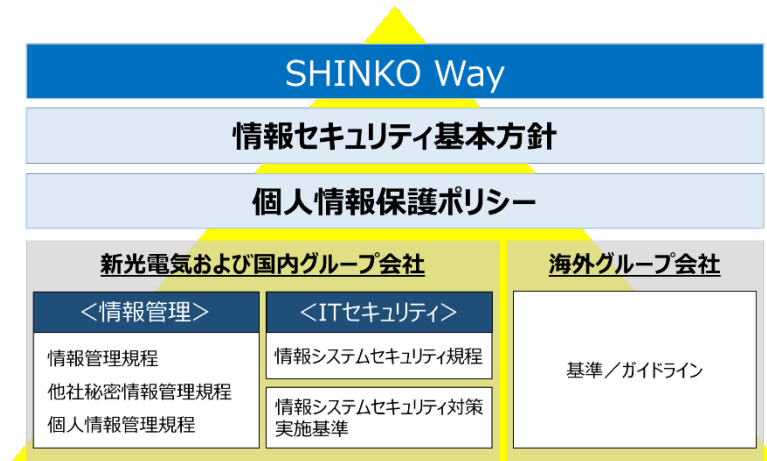 SHINKO Way
情報セキュリティ基本方針
個人情報保護ポリシー
新光電気および国内グループ会社
海外グループ会社
＜情報管理＞
情報管理規程
他社秘密情報管理規程
個人情報管理規程
＜ITセキュリティ＞
情報システムセキュリティ規程
情報システムセキュリティ対策
実施基準
基準／ガイドライン